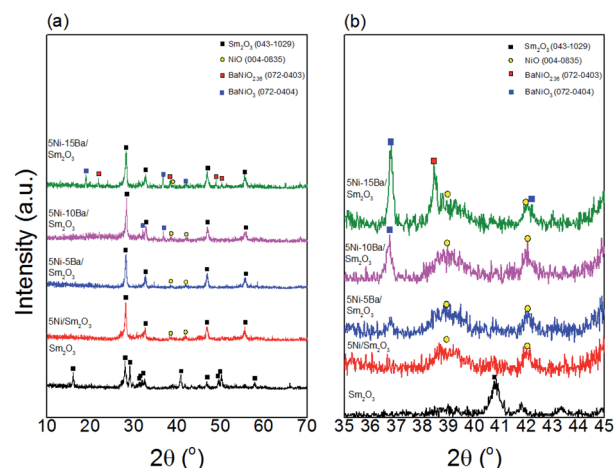 (a)
Sm2O3 (043-1029)
NiO (004-0835)
BaNiO2.36 (072-0403)
BaNiO3 (072-0404)
5Ni-15Ba/
Sm2O3
5Ni-10Ba/
Sm2O3
5Ni-5Ba/
Sm2O3
5Ni/Sm2O3
Sm2O3
Intensity (a.u.)
10 20 30 40 50 60 70
2θ (°)
(b)
Sm2O3 (043-1029)
NiO (004-0835)
BaNiO2.36 (072-0403)
BaNiO3 (072-0404)
5Ni-15Ba/
Sm2O3
5Ni-10Ba/
Sm2O3
5Ni-5Ba/
Sm2O3
5Ni/Sm2O3
Sm2O3
35 36 37 38 39 40 41 42 43 44 45
2θ (°)